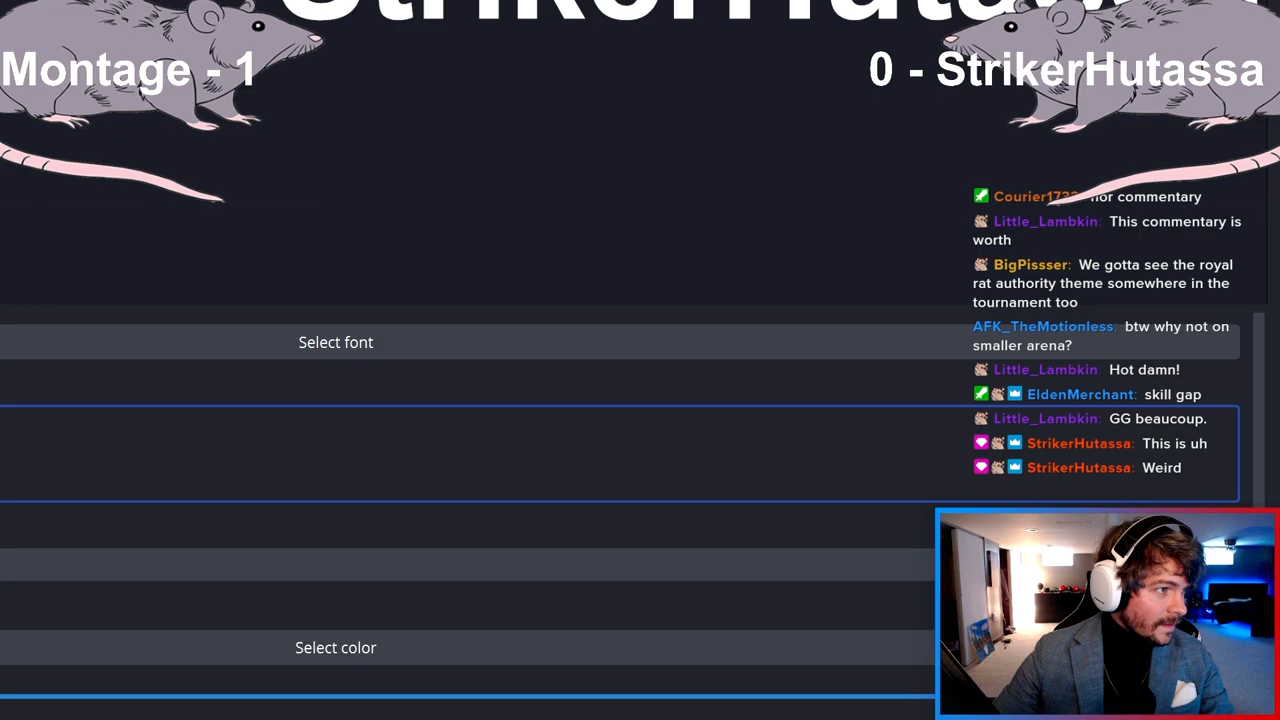 StrikerHutassa
Montage - 1
0 - StrikerHutassa
nor commentary
Little_Lambkin: This commentary is
worth
BigPissser: We gotta see the royal
rat authority theme somewhere in the
tournament too
AFK_TheMotionless: btw why not on
smaller arena?
Select font
Little_Lambkin: Hot damn!
EldenMerchant: skill gap
Little_Lambkin: GG beaucoup.
StrikerHutassa: This is uh
StrikerHutassa: Weird
Select color